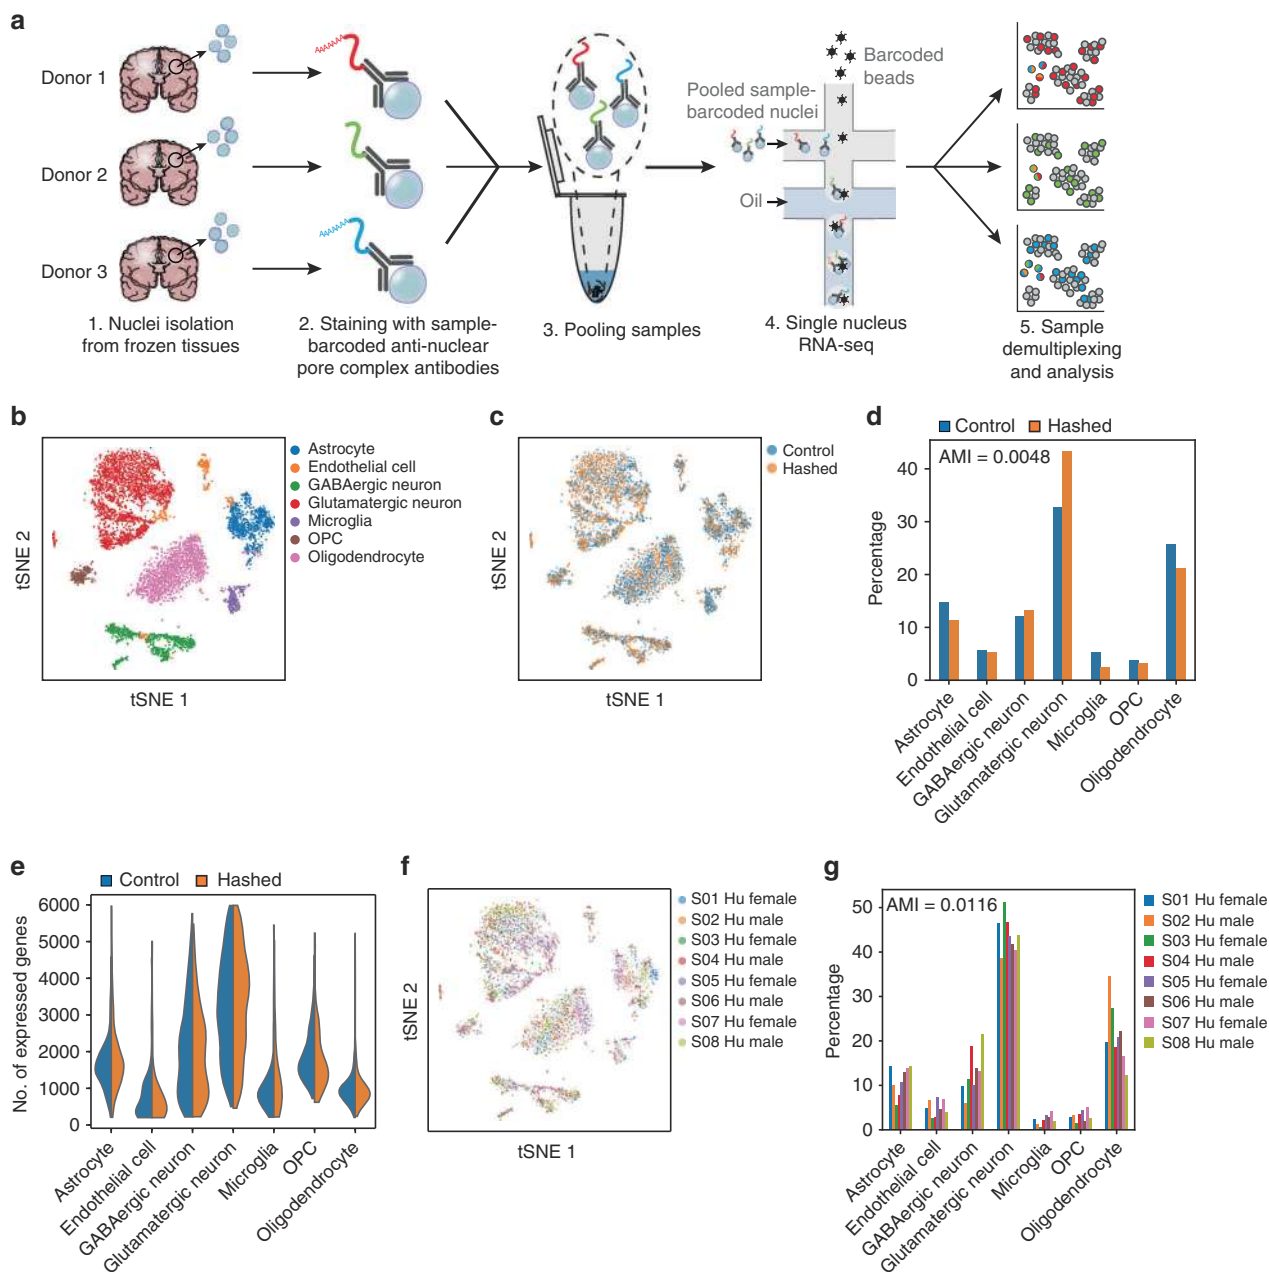 a
Donor 1
Donor 2
Donor 3
AAAAAAA
AAAAAAA
Barcoded
beads
Pooled sample-
barcoded nuclei
Oil
1. Nuclei isolation
from frozen tissues
2. Staining with sample-
barcoded anti-nuclear
pore complex antibodies
3. Pooling samples
4. Single nucleus
RNA-seq
5. Sample
demultiplexing
and analysis
b
tSNE 2
tSNE 1
Astrocyte
Endothelial cell
GABAergic neuron
Glutamatergic neuron
Microglia
OPC
Oligodendrocyte
c
tSNE 2
tSNE 1
Control
Hashed
d
Control Hashed
AMI = 0.0048
Percentage
40
30
20
10
0
Astrocyte
Endothelial cell
GABAergic neuron
Glutamatergic neuron
Microglia
OPC
Oligodendrocyte
e
Control Hashed
No. of expressed genes
6000
5000
4000
3000
2000
1000
0
Astrocyte
Endothelial cell
GABAergic neuron
Glutamatergic neuron
Microglia
OPC
Oligodendrocyte
f
tSNE 2
tSNE 1
S01 Hu female
S02 Hu male
S03 Hu female
S04 Hu male
S05 Hu female
S06 Hu male
S07 Hu female
S08 Hu male
g
AMI = 0.0116
Percentage
50
40
30
20
10
0
Astrocyte
Endothelial cell
GABAergic neuron
Glutamatergic neuron
Microglia
OPC
Oligodendrocyte
S01 Hu female
S02 Hu male
S03 Hu female
S04 Hu male
S05 Hu female
S06 Hu male
S07 Hu female
S08 Hu male